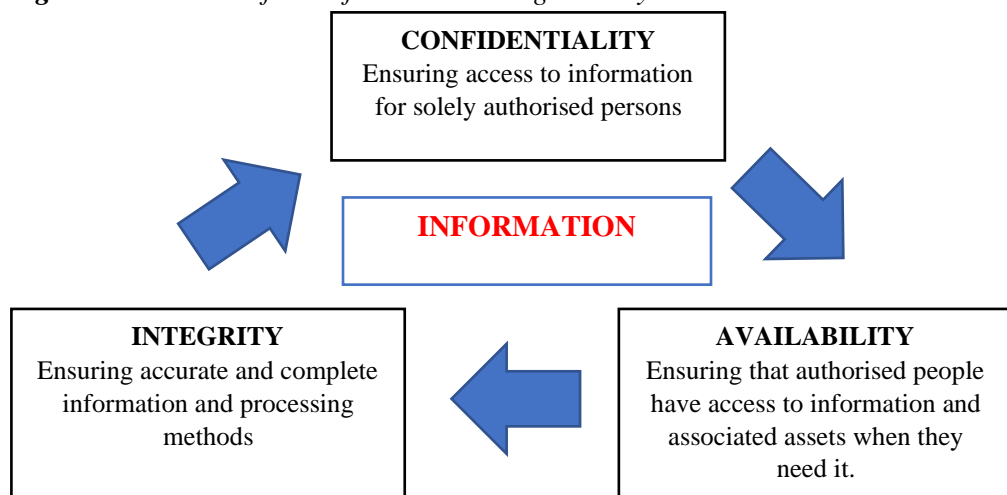 CONFIDENTIALITY
Ensuring access to information
for solely authorised persons
INFORMATION
INTEGRITY
Ensuring accurate and complete
information and processing
methods
AVAILABILITY
Ensuring that authorised people
have access to information and
associated assets when they
need it.